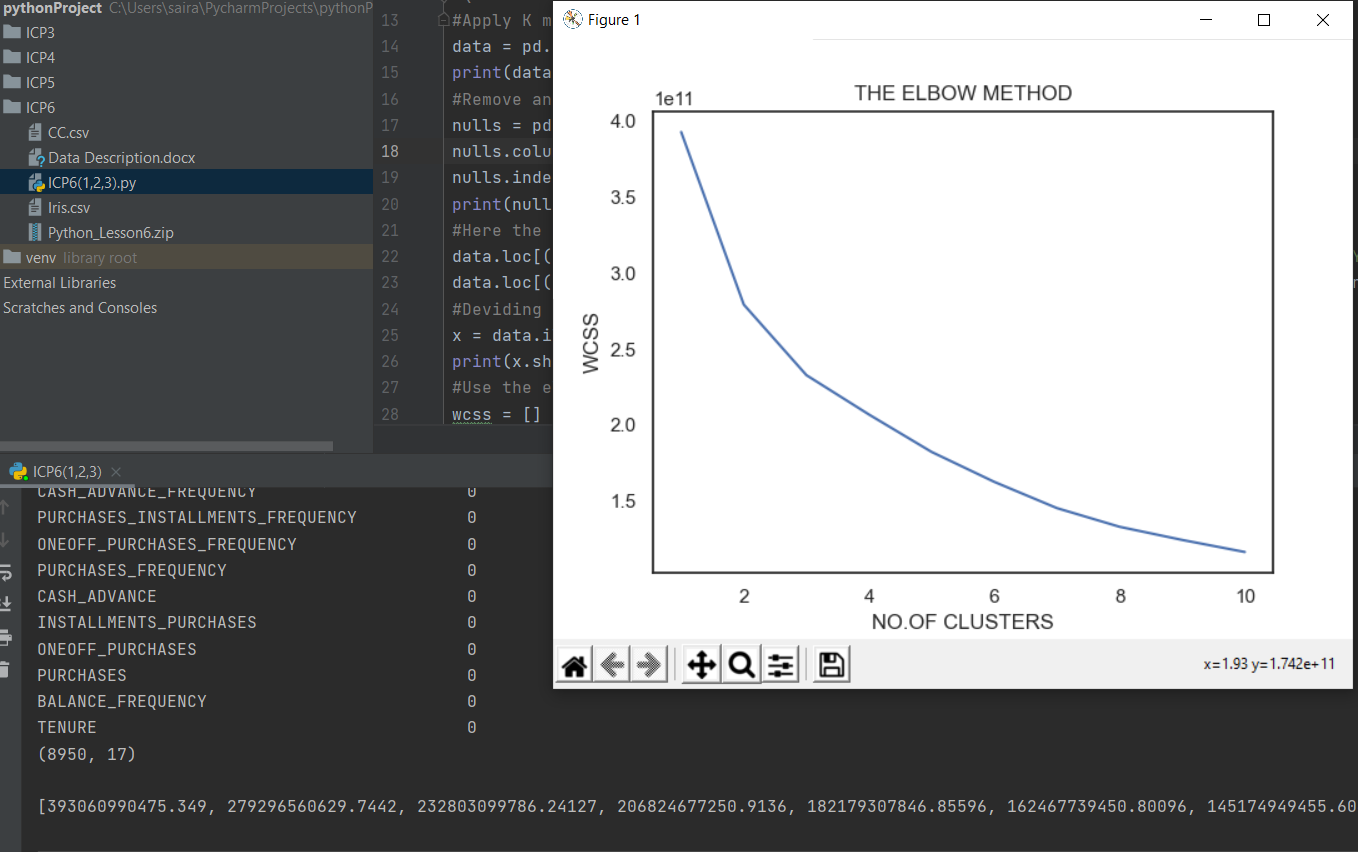 pythonProject C:\Users\saira\PycharmProjects\pythonP
ICP3
ICP4
ICP5
ICP6
CC.csv
Data Description.docx
ICP6(1,2,3).py
Iris.csv
Python_Lesson6.zip
venv library root
External Libraries
Scratches and Consoles
13 #Apply K m
14 data = pd.
15 print(data
16 #Remove an
17 nulls = pd
18 nulls.colu
19 nulls.inde
20 print(null
21 #Here the
22 data.loc[(
23 data.loc[(
24 #Deviding
25 x = data.i
26 print(x.sh
27 #Use the e
28 wcss = []
Figure 1
THE ELBOW METHOD
1e11
4.0
3.5
3.0
2.5
2.0
1.5
WCSS
2 4 6 8 10
NO.OF CLUSTERS
x=1.93 y=1.742e+11
ICP6(1,2,3)
CASH_ADVANCE_FREQUENCY 0
PURCHASES_INSTALLMENTS_FREQUENCY 0
ONEOFF_PURCHASES_FREQUENCY 0
PURCHASES_FREQUENCY 0
CASH_ADVANCE 0
INSTALLMENTS_PURCHASES 0
ONEOFF_PURCHASES 0
PURCHASES 0
BALANCE_FREQUENCY 0
TENURE 0
(8950, 17)
[393060990475.349, 279296560629.7442, 232803099786.24127, 206824677250.9136, 182179307846.85596, 162467739450.80096, 145174949455.60